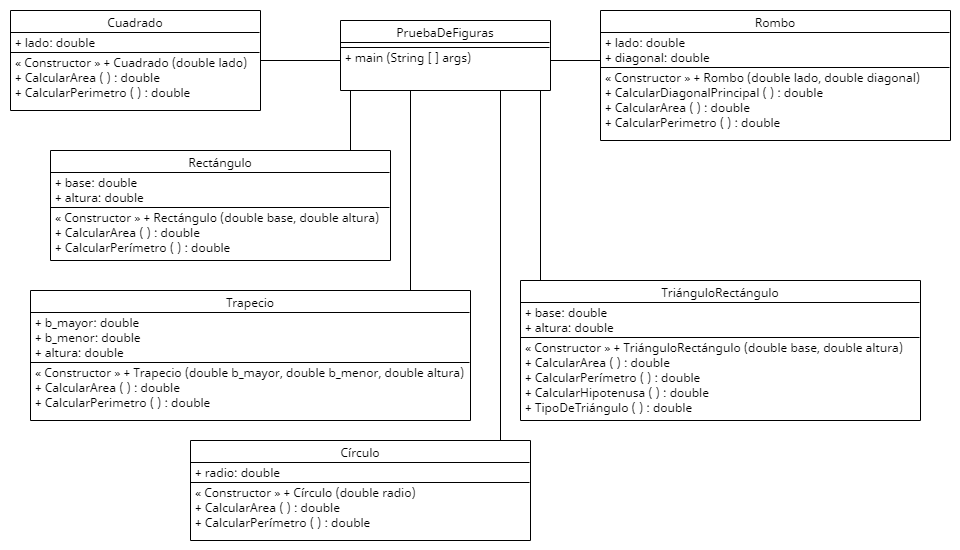 Cuadrado
+ lado: double
« Constructor » + Cuadrado (double lado)
+ CalcularArea ( ) : double
+ CalcularPerimetro ( ) : double
PruebaDeFiguras
+ main (String [ ] args)
Rombo
+ lado: double
+ diagonal: double
« Constructor » + Rombo (double lado, double diagonal)
+ CalcularDiagonalPrincipal ( ) : double
+ CalcularArea ( ) : double
+ CalcularPerimetro ( ) : double
Rectángulo
+ base: double
+ altura: double
« Constructor » + Rectángulo (double base, double altura)
+ CalcularArea ( ) : double
+ CalcularPerímetro ( ) : double
Trapecio
+ b_mayor: double
+ b_menor: double
+ altura: double
« Constructor » + Trapecio (double b_mayor, double b_menor, double altura)
+ CalcularArea ( ) : double
+ CalcularPerimetro ( ) : double
TriánguloRectángulo
+ base: double
+ altura: double
« Constructor » + TriánguloRectángulo (double base, double altura)
+ CalcularArea ( ) : double
+ CalcularPerímetro ( ) : double
+ CalcularHipotenusa ( ) : double
+ TipoDeTriángulo ( ) : double
Círculo
+ radio: double
« Constructor » + Círculo (double radio)
+ CalcularArea ( ) : double
+ CalcularPerímetro ( ) : double